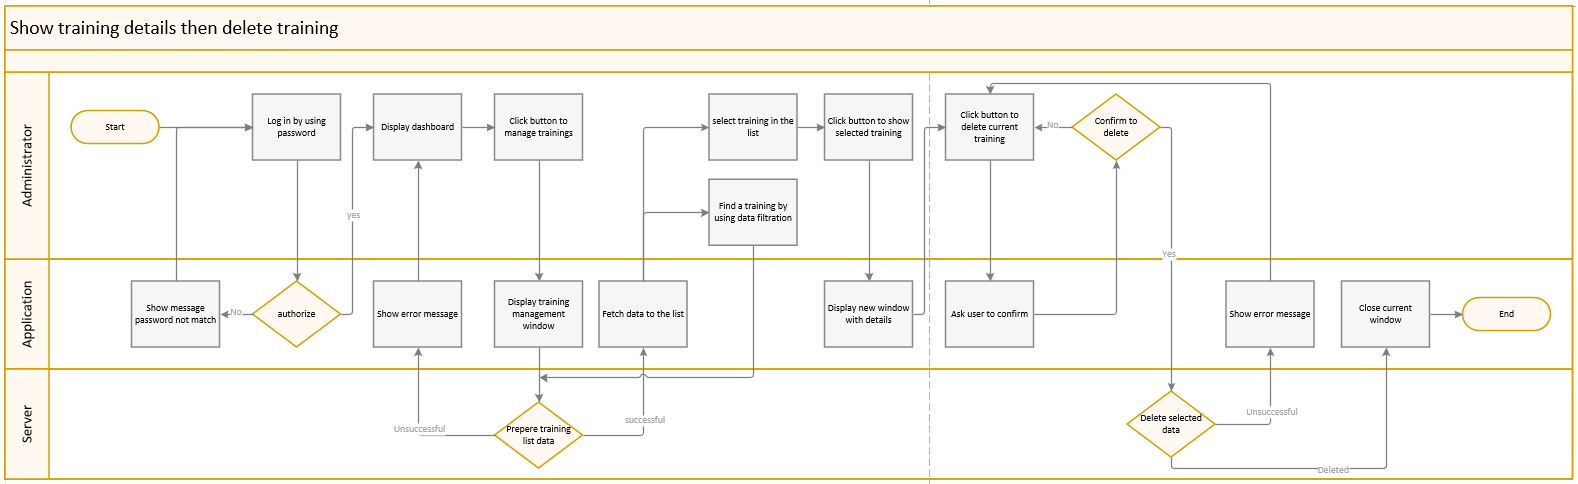 Show training details then delete training
Administrator
Start
Log in by using
password
Display dashboard
Click button to
manage trainings
select training in the
list
Click button to show
selected training
Click button to
delete current
training
No
Confirm to
delete
Find a training by
using data filtration
yes
Yes
Application
Show message
password not match
No
authorize
Show error message
Display training
management
window
Fetch data to the list
Display new window
with details
Ask user to confirm
Show error message
Close current
window
End
Server
Unsuccessful
Prepere training
list data
successful
Delete selected
data
Unsuccessful
Deleted